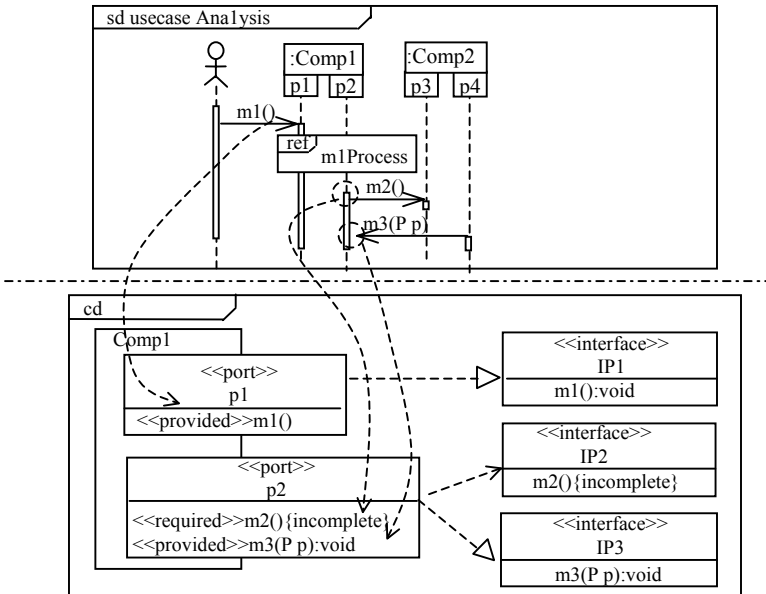 sd usecase Analysis
:Comp1
p1 p2
:Comp2
p3 p4
m1()
ref
m1Process
m2()
m3(P p)
cd
Comp1
<<port>>
p1
<<provided>>m1()
<<port>>
p2
<<required>>m2(){incomplete}
<<provided>>m3(P p):void
<<interface>>
IP1
m1():void
<<interface>>
IP2
m2(){incomplete}
<<interface>>
IP3
m3(P p):void